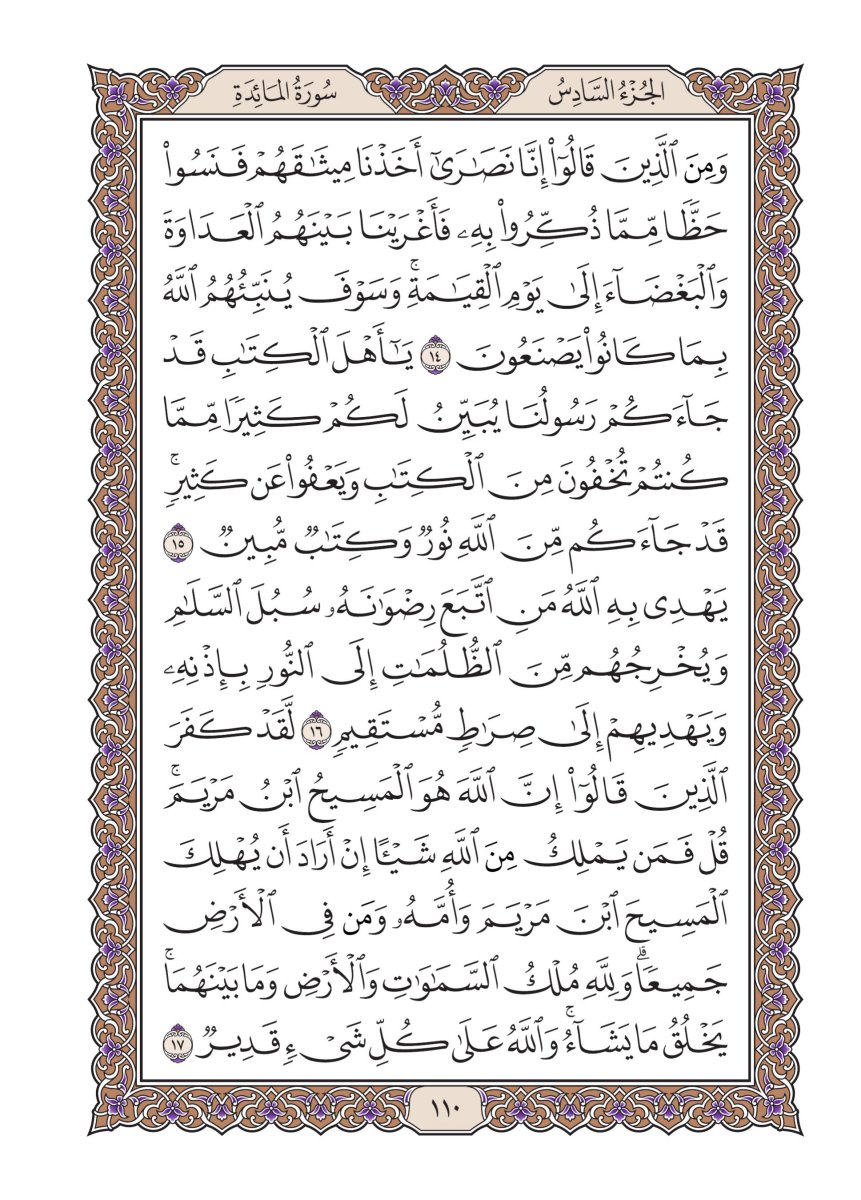 الجُزْءُ السَّادِسُ
سُورَةُ المَائِدَةِ
وَمِنَ ٱلَّذِينَ قَالُوٓاْ إِنَّا نَصَٰرَىٰٓ أَخَذۡنَا مِيثَٰقَهُمۡ فَنَسُواْ
حَظّٗا مِّمَّا ذُكِّرُواْ بِهِۦ فَأَغۡرَيۡنَا بَيۡنَهُمُ ٱلۡعَدَاوَةَ
وَٱلۡبَغۡضَآءَ إِلَىٰ يَوۡمِ ٱلۡقِيَٰمَةِۚ وَسَوۡفَ يُنَبِّئُهُمُ ٱللَّهُ
بِمَا كَانُواْ يَصۡنَعُونَ ١٤ يَٰٓأَهۡلَ ٱلۡكِتَٰبِ قَدۡ
جَآءَكُمۡ رَسُولُنَا يُبَيِّنُ لَكُمۡ كَثِيرٗا مِّمَّا
كُنتُمۡ تُخۡفُونَ مِنَ ٱلۡكِتَٰبِ وَيَعۡفُواْ عَن كَثِيرٖۚ
قَدۡ جَآءَكُم مِّنَ ٱللَّهِ نُورٞ وَكِتَٰبٞ مُّبِينٞ ١٥
يَهۡدِي بِهِ ٱللَّهُ مَنِ ٱتَّبَعَ رِضۡوَٰنَهُۥ سُبُلَ ٱلسَّلَٰمِ
وَيُخۡرِجُهُم مِّنَ ٱلظُّلُمَٰتِ إِلَى ٱلنُّورِ بِإِذۡنِهِۦ
وَيَهۡدِيهِمۡ إِلَىٰ صِرَٰطٖ مُّسۡتَقِيمٖ ١٦ لَّقَدۡ كَفَرَ
ٱلَّذِينَ قَالُوٓاْ إِنَّ ٱللَّهَ هُوَ ٱلۡمَسِيحُ ٱبۡنُ مَرۡيَمَۚ
قُلۡ فَمَن يَمۡلِكُ مِنَ ٱللَّهِ شَيۡـًٔا إِنۡ أَرَادَ أَن يُهۡلِكَ
ٱلۡمَسِيحَ ٱبۡنَ مَرۡيَمَ وَأُمَّهُۥ وَمَن فِي ٱلۡأَرۡضِ
جَمِيعٗاۗ وَلِلَّهِ مُلۡكُ ٱلسَّمَٰوَٰتِ وَٱلۡأَرۡضِ وَمَا بَيۡنَهُمَاۚ
يَخۡلُقُ مَا يَشَآءُۚ وَٱللَّهُ عَلَىٰ كُلِّ شَيۡءٖ قَدِيرٞ ١٧
١١٠